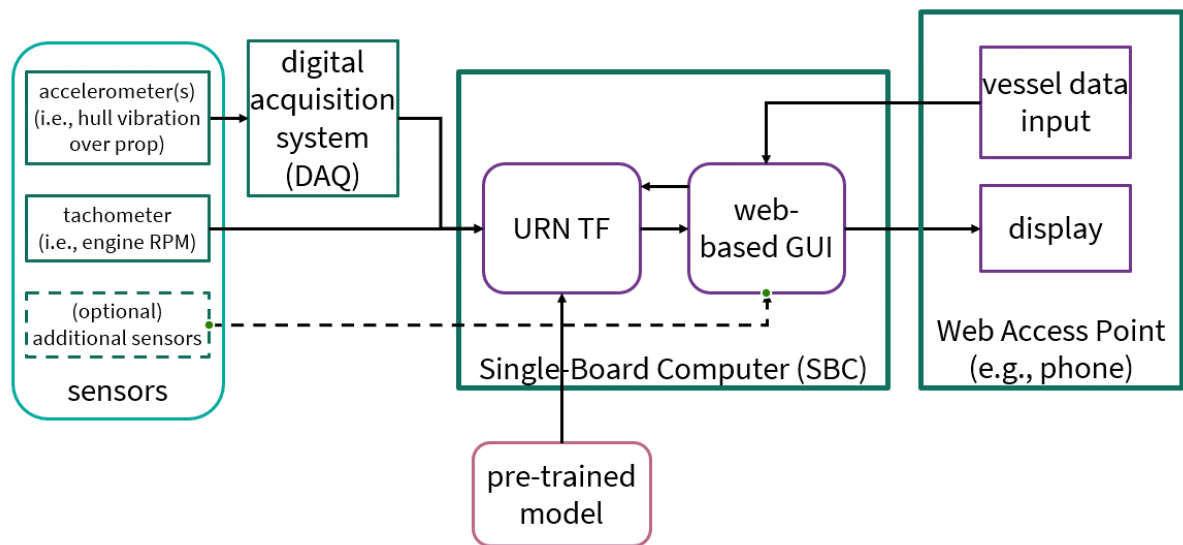 accelerometer(s)
(i.e., hull vibration
over prop)
tachometer
(i.e., engine RPM)
(optional)
additional sensors
sensors
digital
acquisition
system
(DAQ)
URN TF
web-
based GUI
Single-Board Computer (SBC)
pre-trained
model
vessel data
input
display
Web Access Point
(e.g., phone)